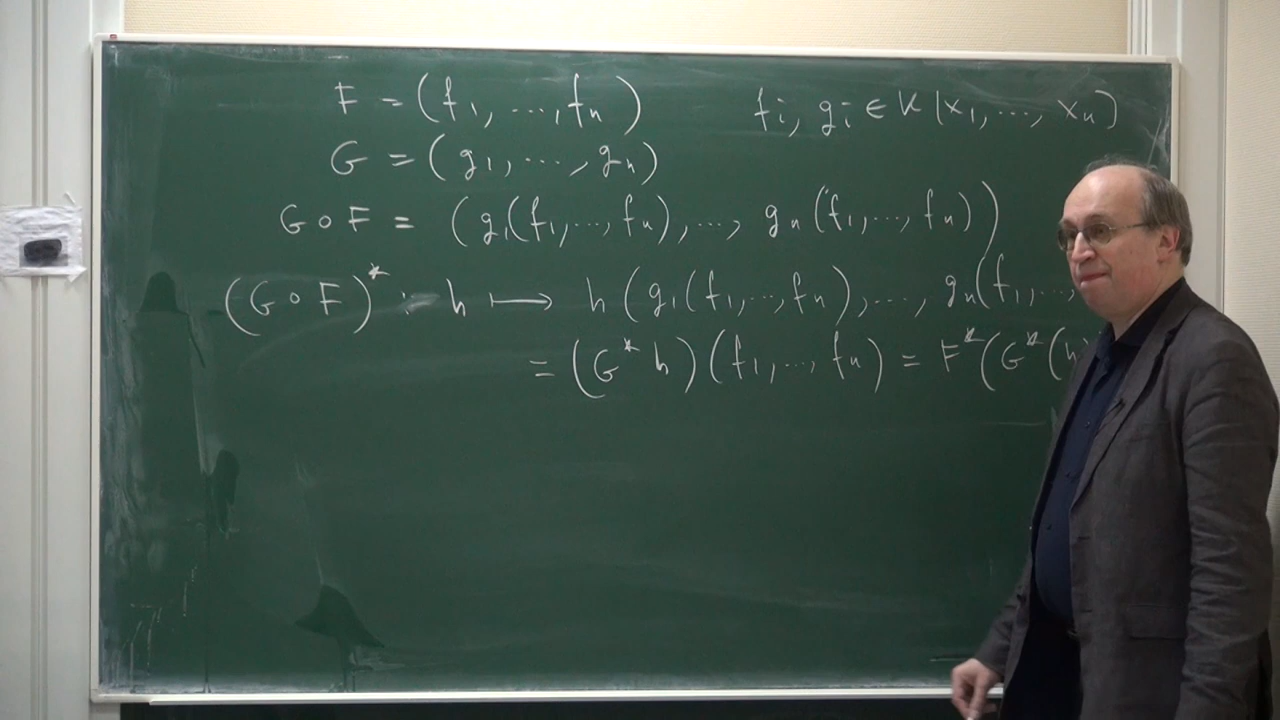 F = (f₁, ..., fₙ) fᵢ, gᵢ ∈ K(x₁, ..., xₙ)
G = (g₁, ..., gₙ)
G∘F = (g₁(f₁, ..., fₙ), ..., gₙ(f₁, ..., fₙ))
(G∘F)* : h ⟼ h(g₁(f₁, ..., fₙ), ..., gₙ(f₁, ...,
= (G*h)(f₁, ..., fₙ) = F*(G*(h)